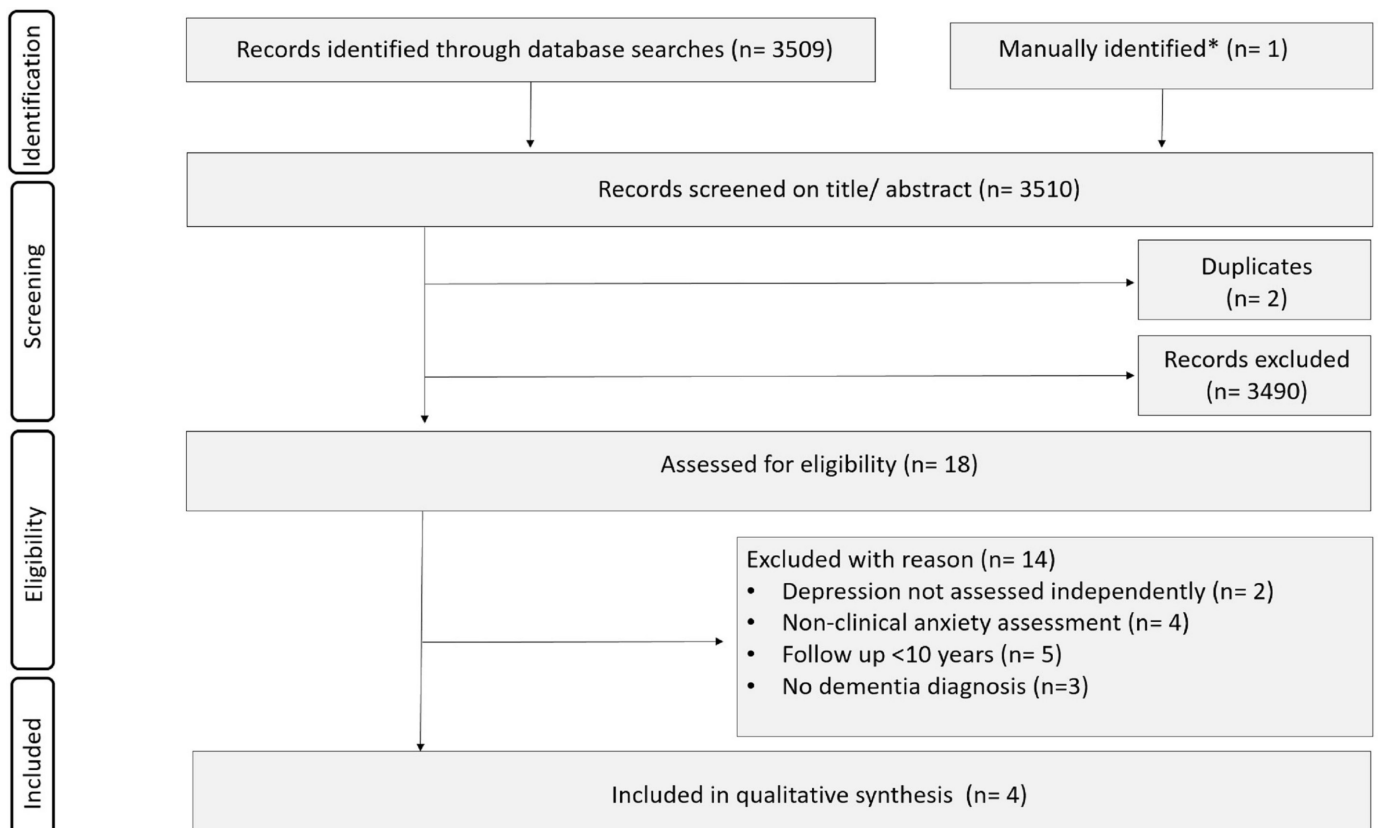 Identification
Records identified through database searches (n= 3509)
Manually identified* (n= 1)
Screening
Records screened on title/ abstract (n= 3510)
Duplicates
(n= 2)
Records excluded
(n= 3490)
Eligibility
Assessed for eligibility (n= 18)
Excluded with reason (n= 14)
• Depression not assessed independently (n= 2)
• Non-clinical anxiety assessment (n= 4)
• Follow up <10 years (n= 5)
• No dementia diagnosis (n=3)
Included
Included in qualitative synthesis (n= 4)